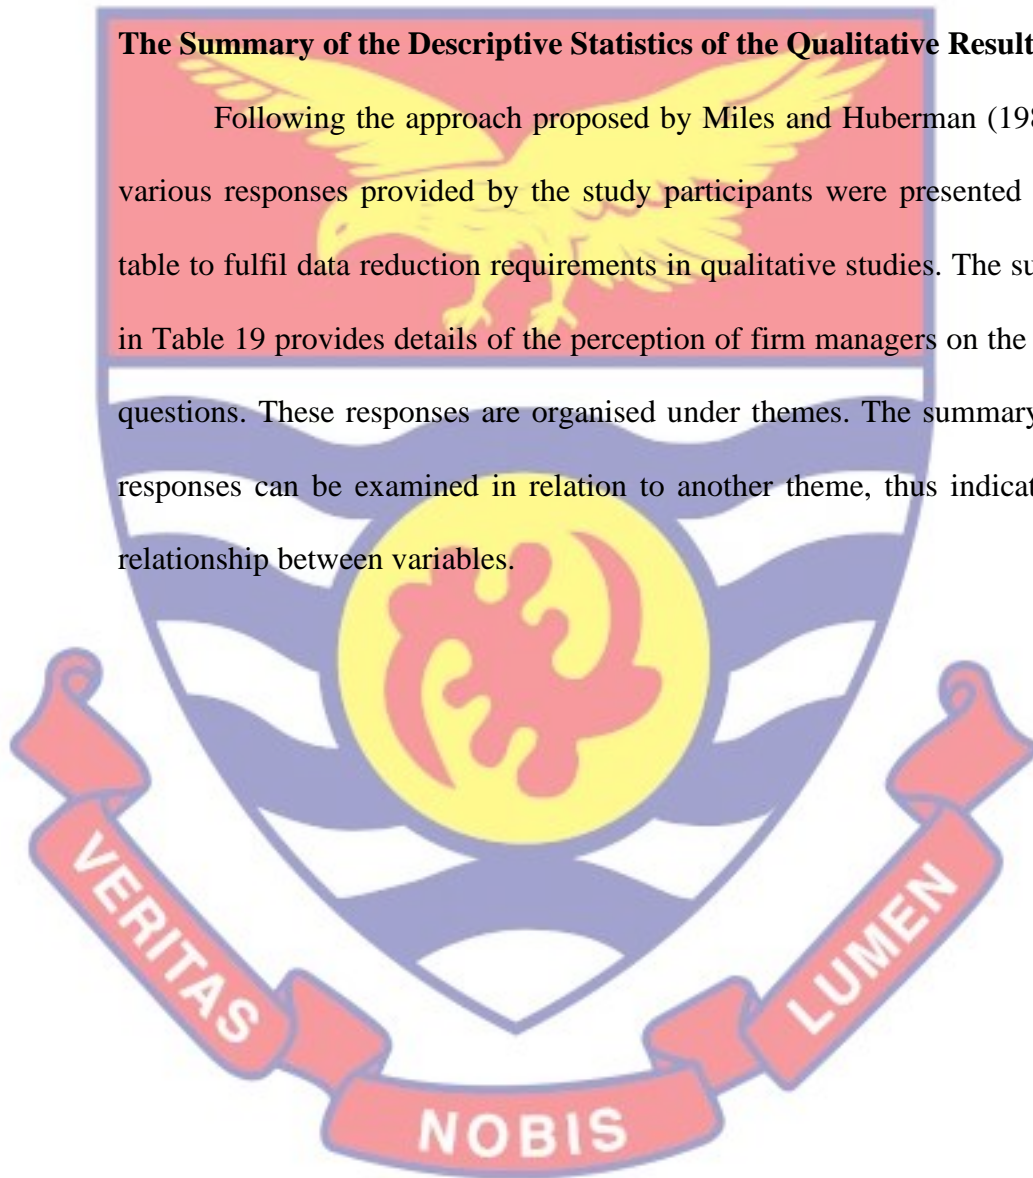 The Summary of the Descriptive Statistics of the Qualitative Result
Following the approach proposed by Miles and Huberman (198
various responses provided by the study participants were presented
table to fulfil data reduction requirements in qualitative studies. The su
in Table 19 provides details of the perception of firm managers on the
questions. These responses are organised under themes. The summary
responses can be examined in relation to another theme, thus indicat
relationship between variables.
VERITAS
NOBIS
LUMEN